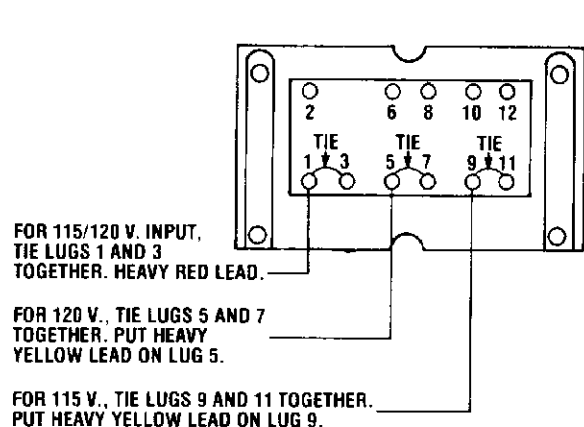 2 6 8 10 12
TIE TIE TIE
1 3 5 7 9 11
FOR 115/120 V. INPUT,
TIE LUGS 1 AND 3
TOGETHER. HEAVY RED LEAD.
FOR 120 V., TIE LUGS 5 AND 7
TOGETHER. PUT HEAVY
YELLOW LEAD ON LUG 5.
FOR 115 V., TIE LUGS 9 AND 11 TOGETHER.
PUT HEAVY YELLOW LEAD ON LUG 9.